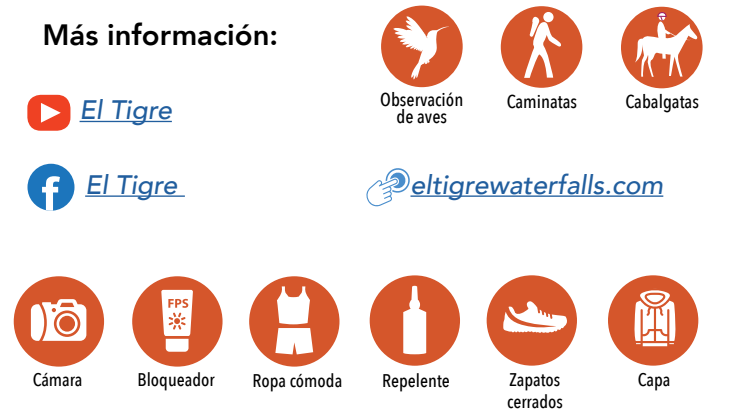 Más información:
Observación
de aves
Caminatas
Cabalgatas
El Tigre
El Tigre
eltigrewaterfalls.com
FPS
Cámara
Bloqueador
Ropa cómoda
Repelente
Zapatos
cerrados
Capa